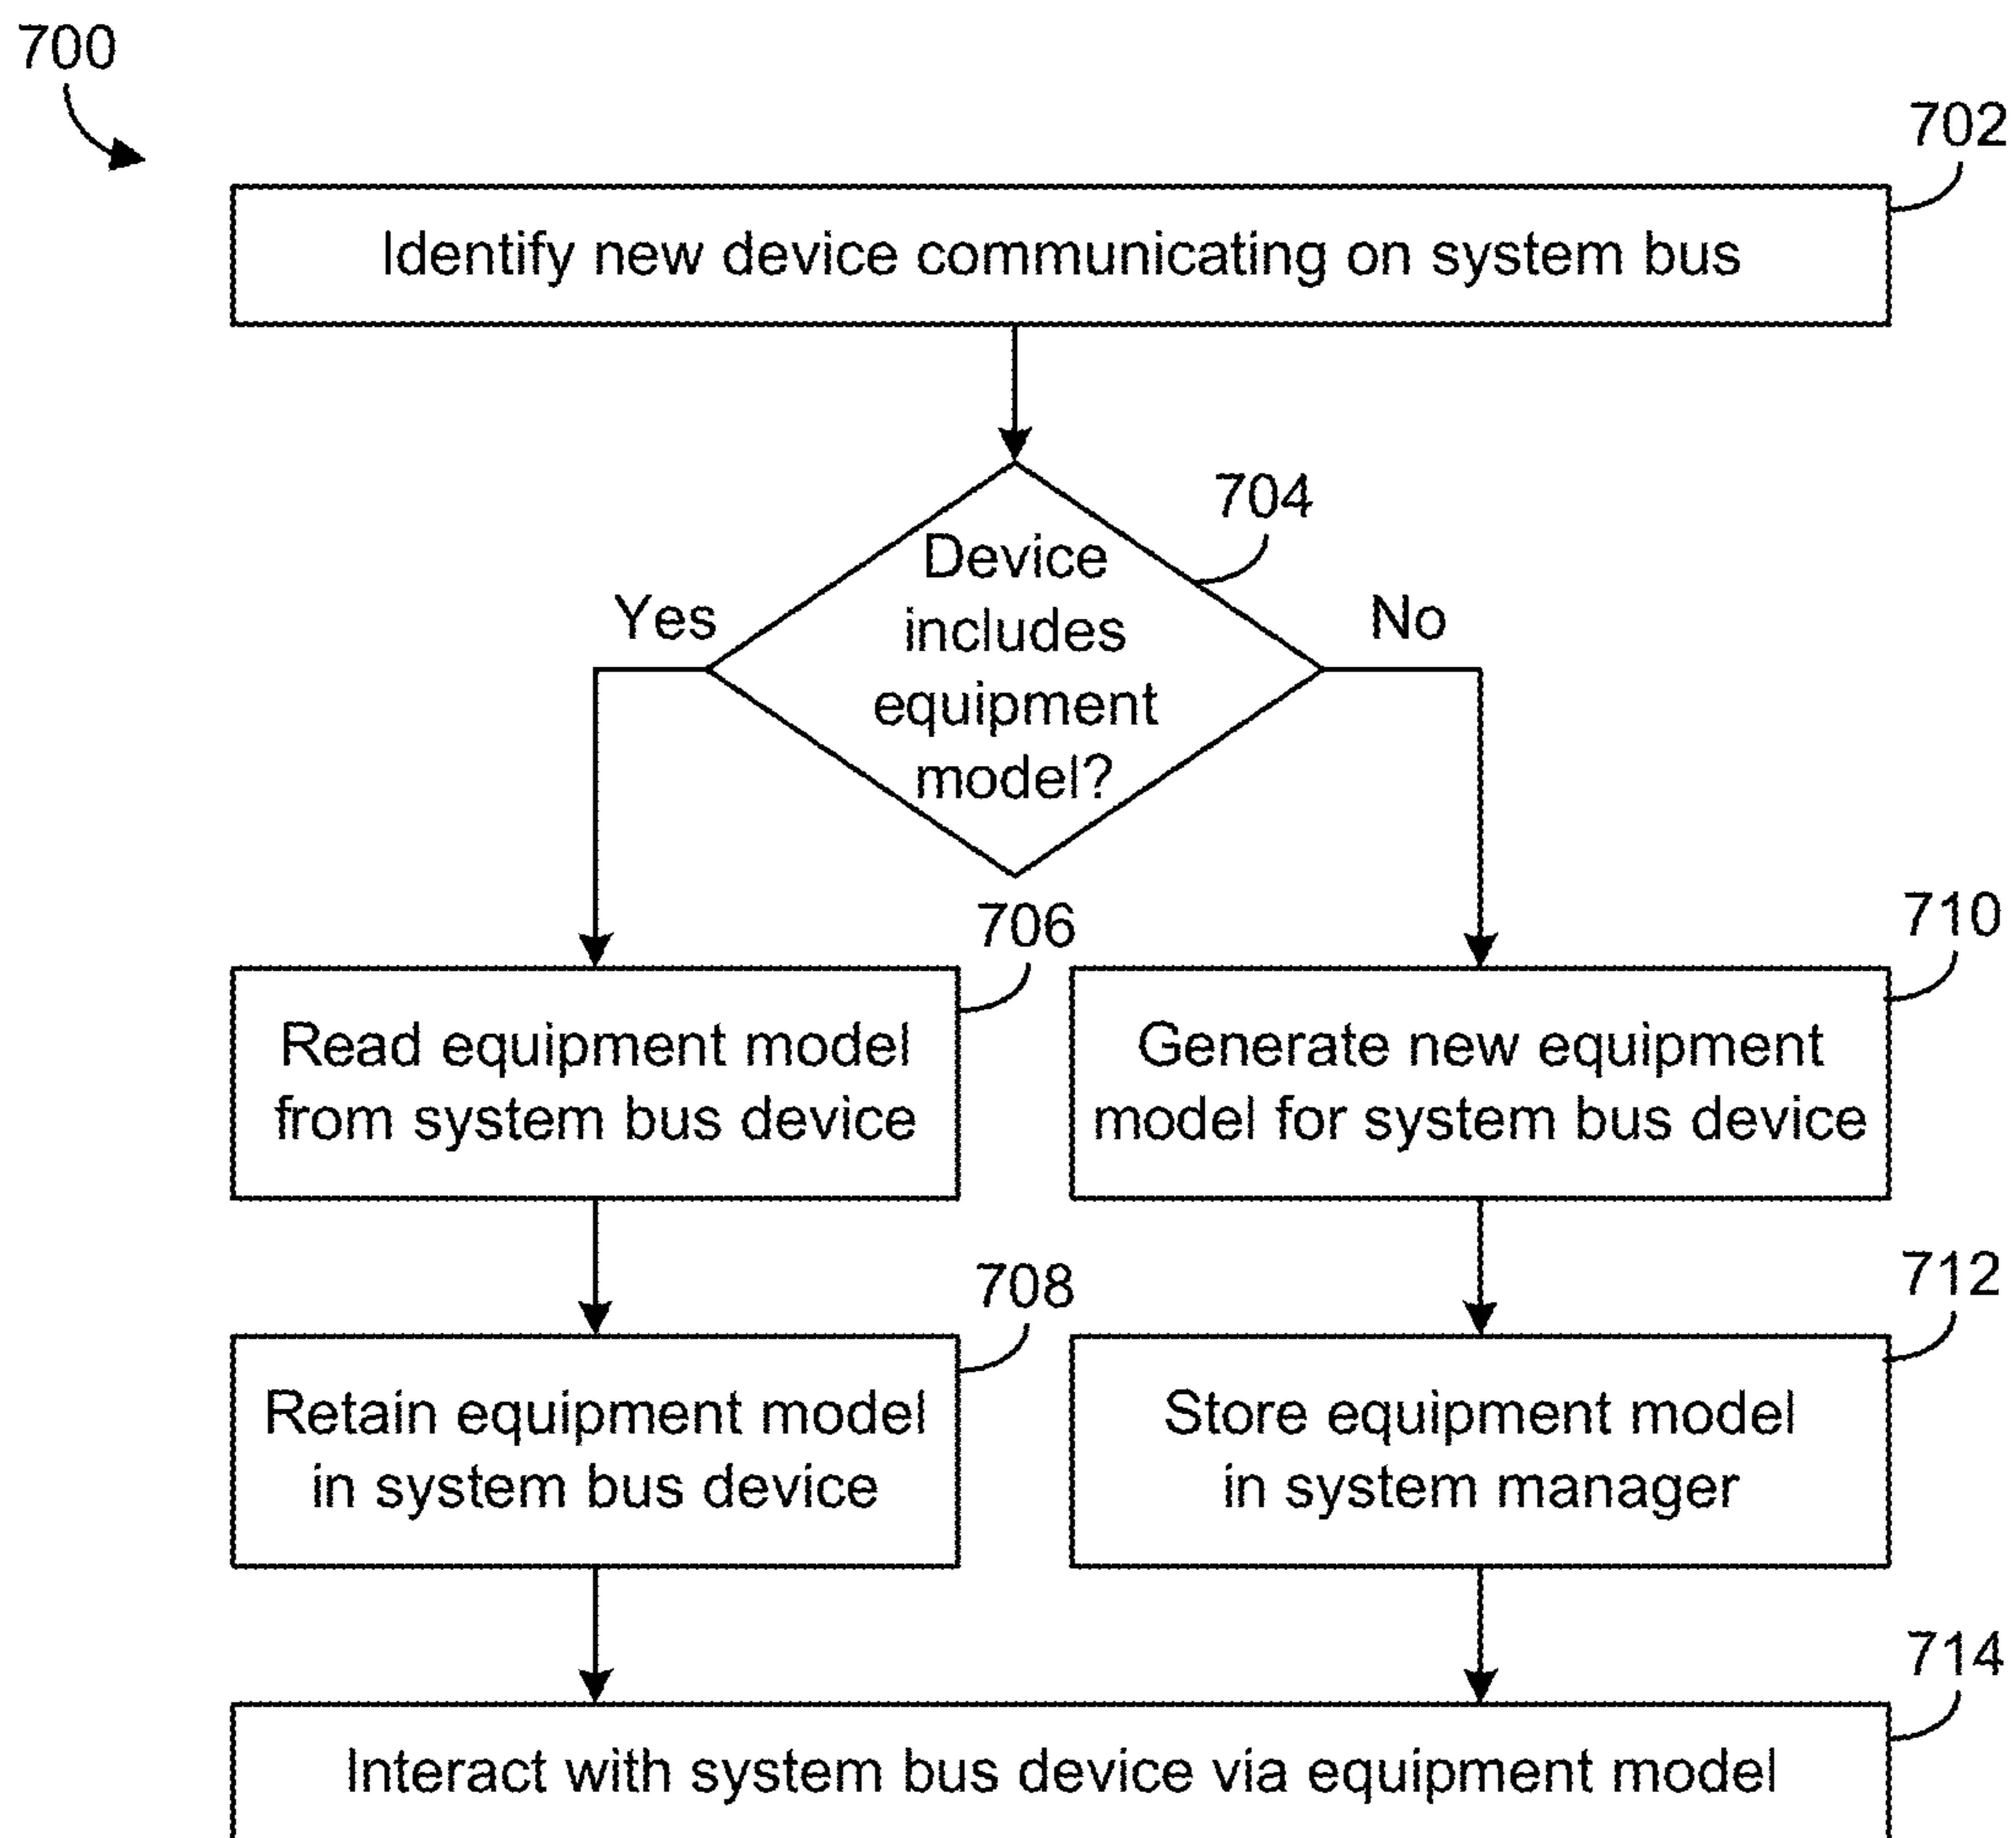 700
702
Identify new device communicating on system bus
704
Device
includes
equipment
model?
Yes
No
706
710
Read equipment model
from system bus device
Generate new equipment
model for system bus device
708
712
Retain equipment model
in system bus device
Store equipment model
in system manager
714
Interact with system bus device via equipment model